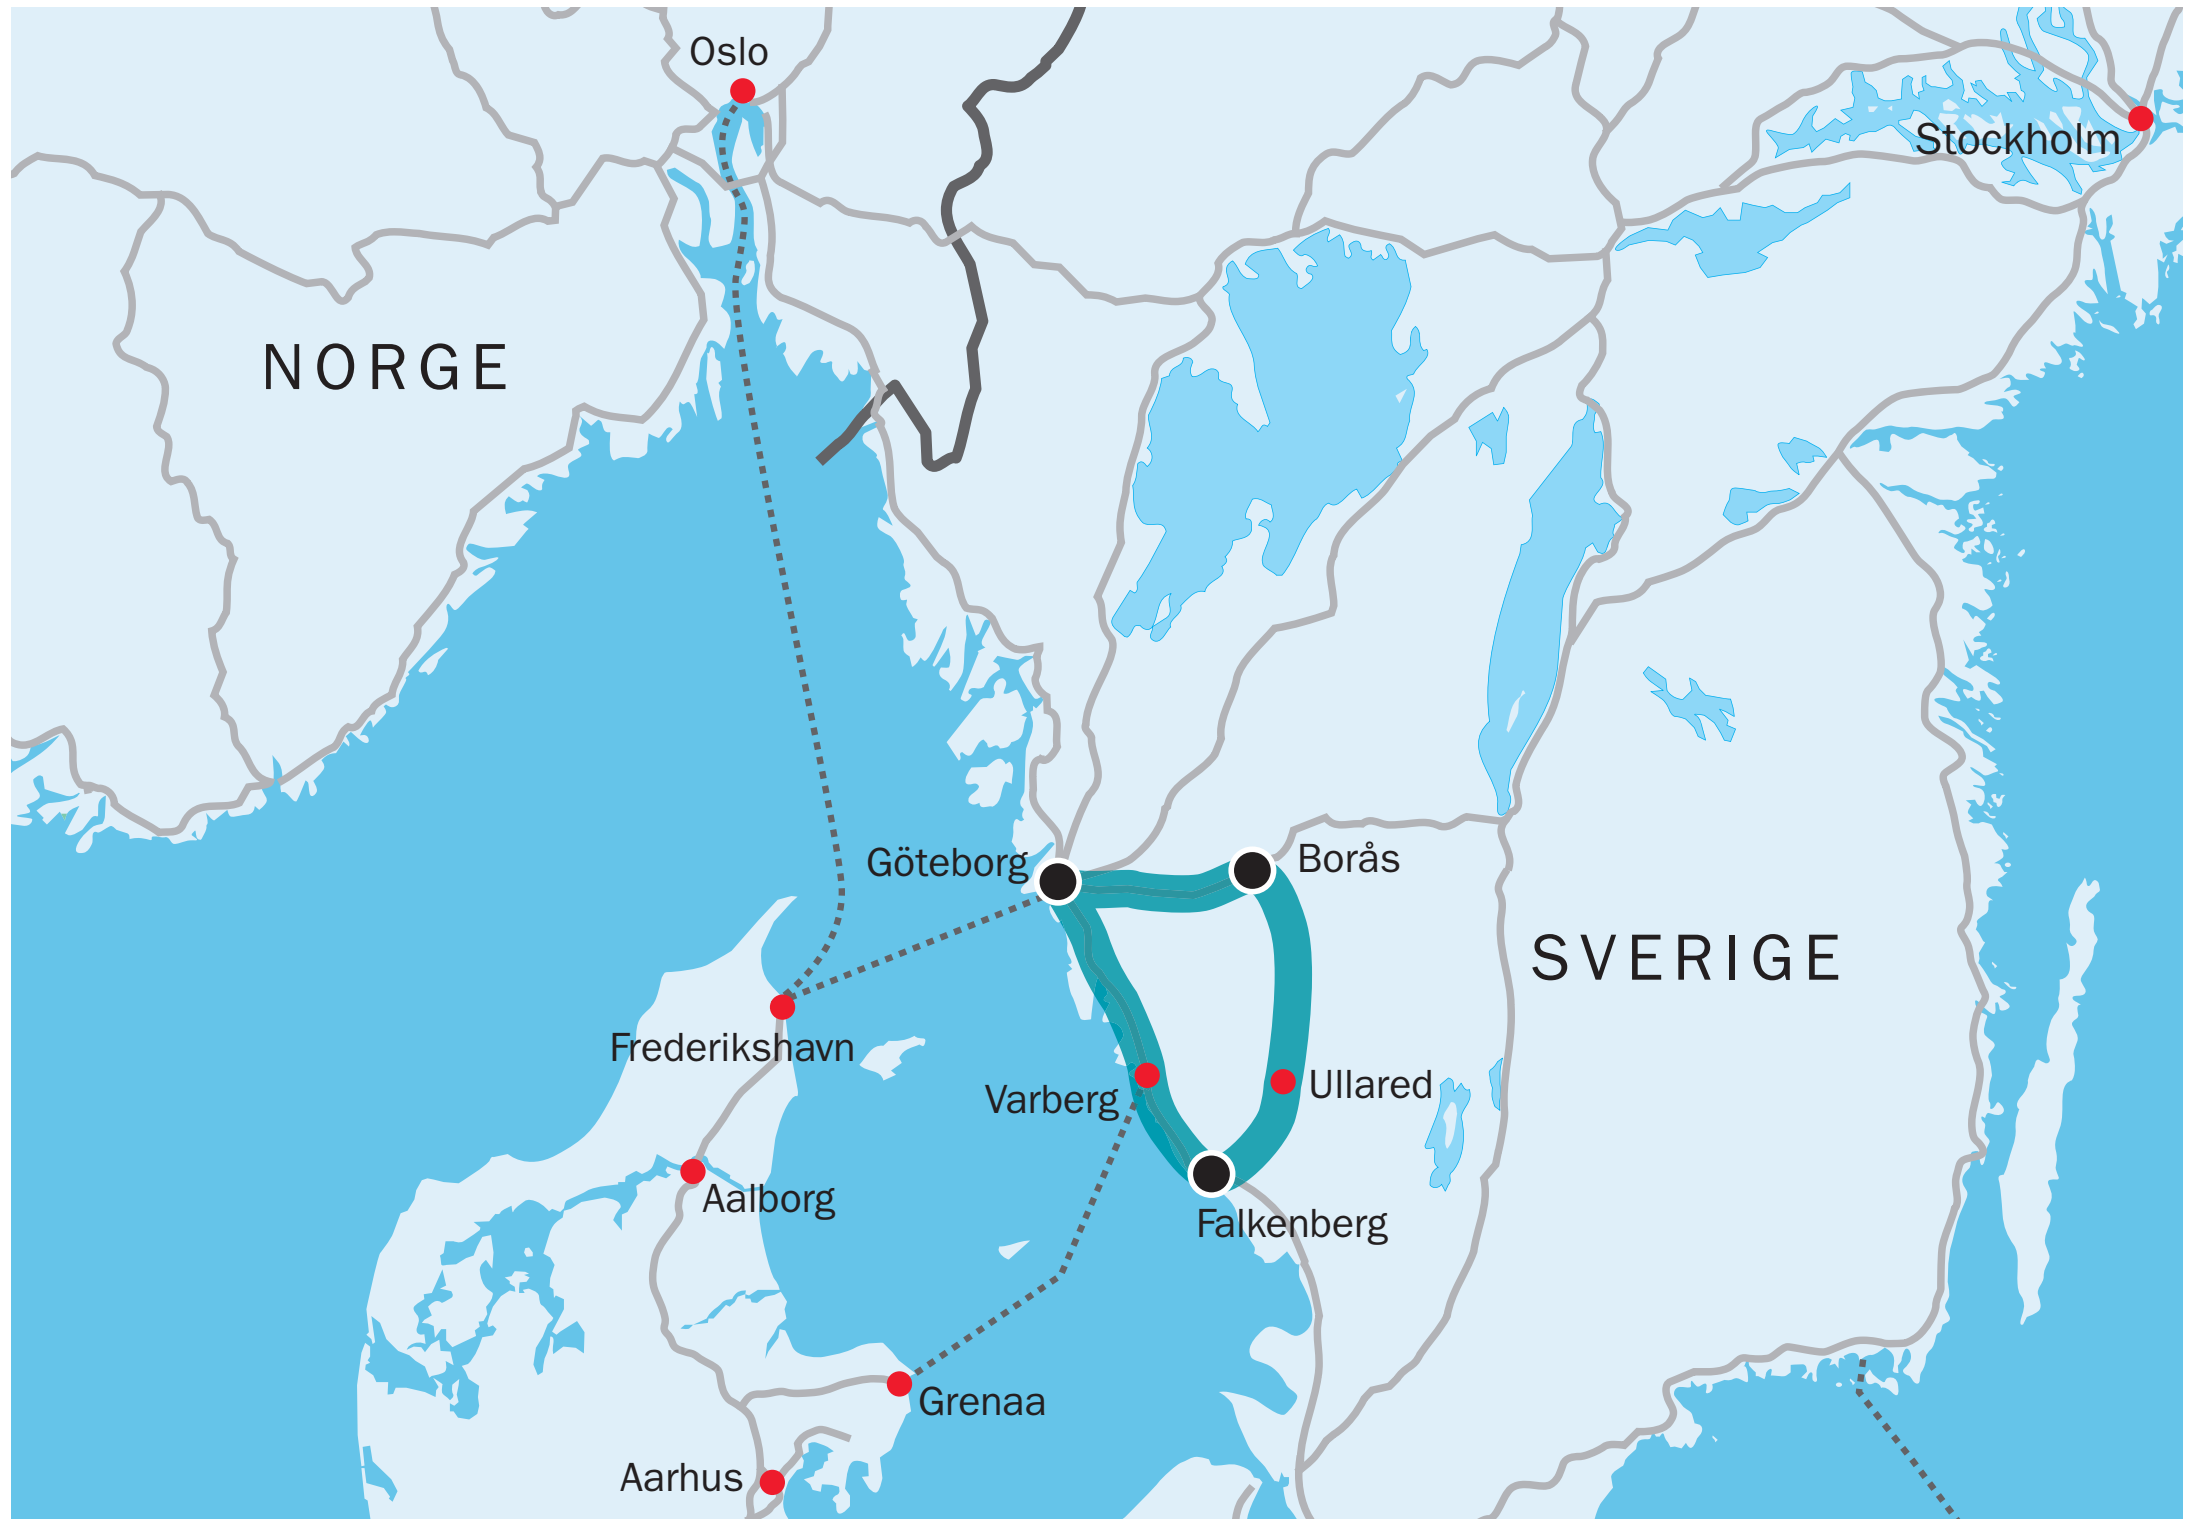 Oslo
Stockholm
NORGE
Göteborg
Borås
SVERIGE
Frederikshavn
Varberg
Ullared
Aalborg
Falkenberg
Grenaa
Aarhus